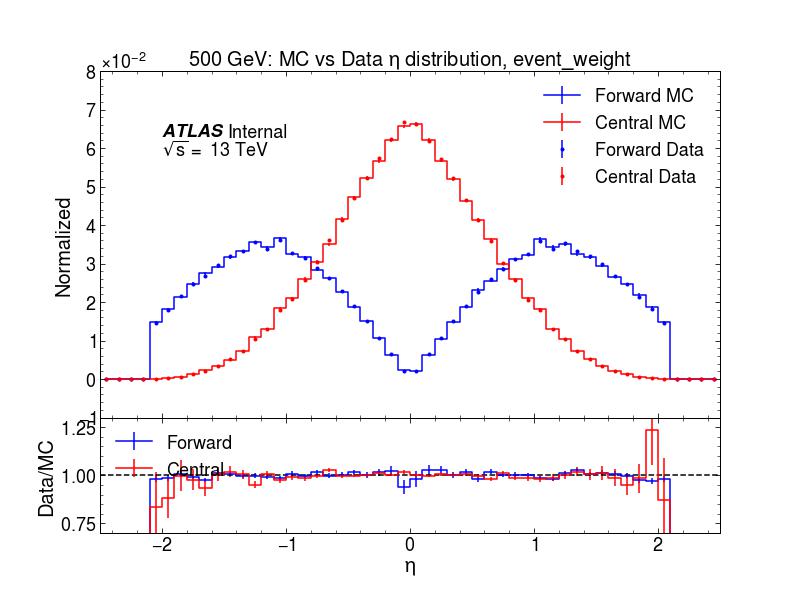 ×10⁻²
500 GeV: MC vs Data η distribution, event_weight
8
7
6
5
4
3
2
1
0
−1
Normalized
ATLAS Internal
√s = 13 TeV
Forward MC
Central MC
Forward Data
Central Data
1.25
1.00
0.75
Data/MC
Forward
Central
−2 −1 0 1 2
η